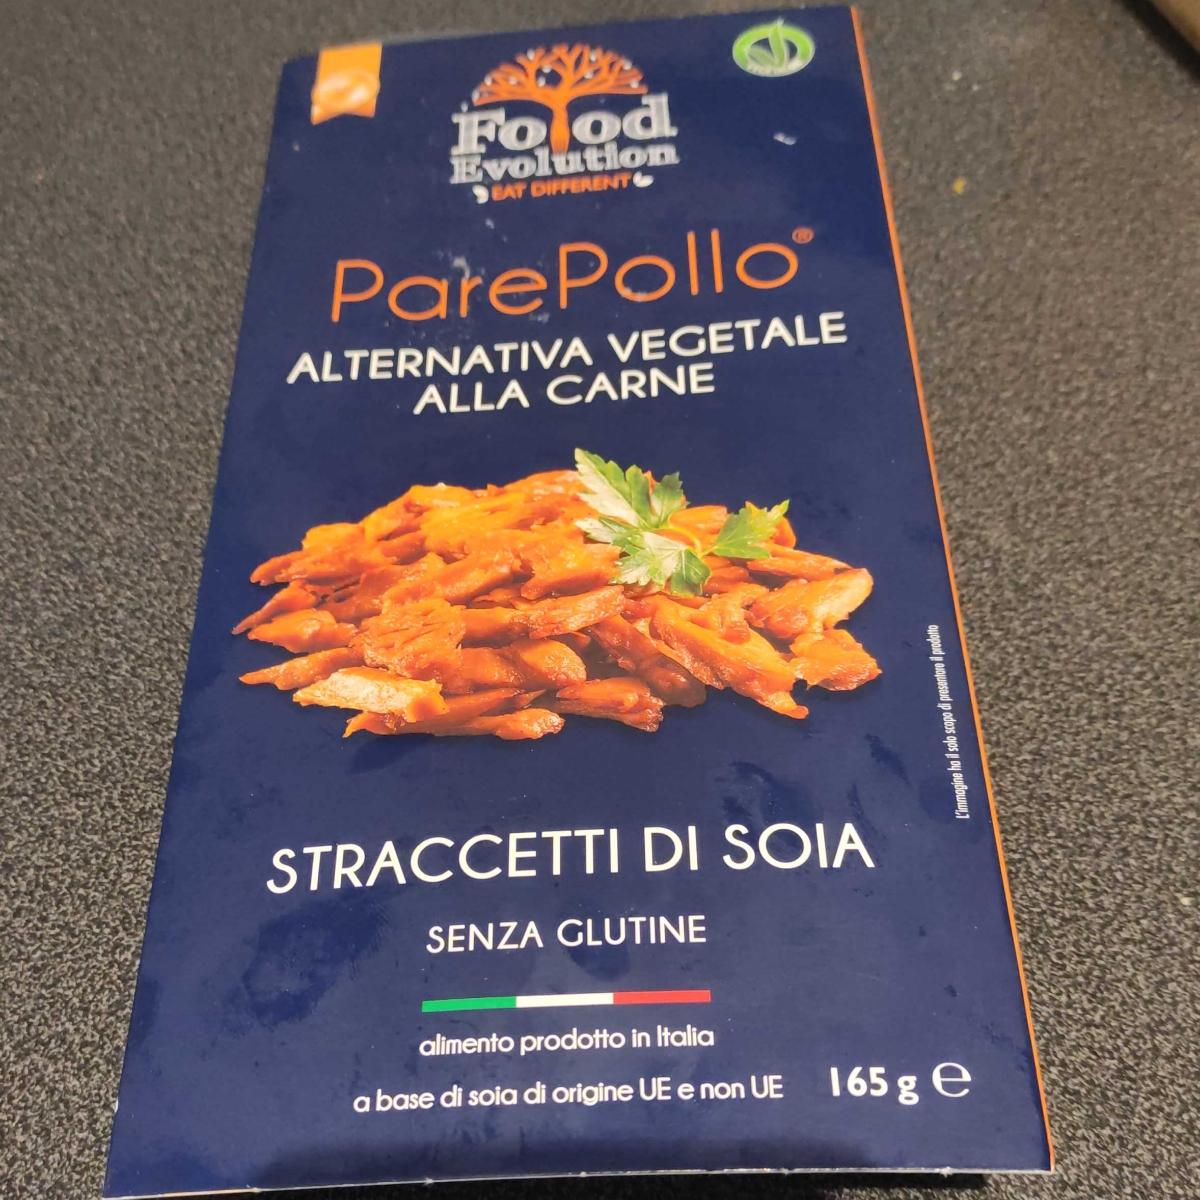 Food
Evolution
EAT DIFFERENT
ParePollo®
ALTERNATIVA VEGETALE
ALLA CARNE
L'immagine ha il solo scopo di presentare il prodotto
STRACCETTI DI SOIA
SENZA GLUTINE
alimento prodotto in Italia
a base di soia di origine UE e non UE
165 g ℮